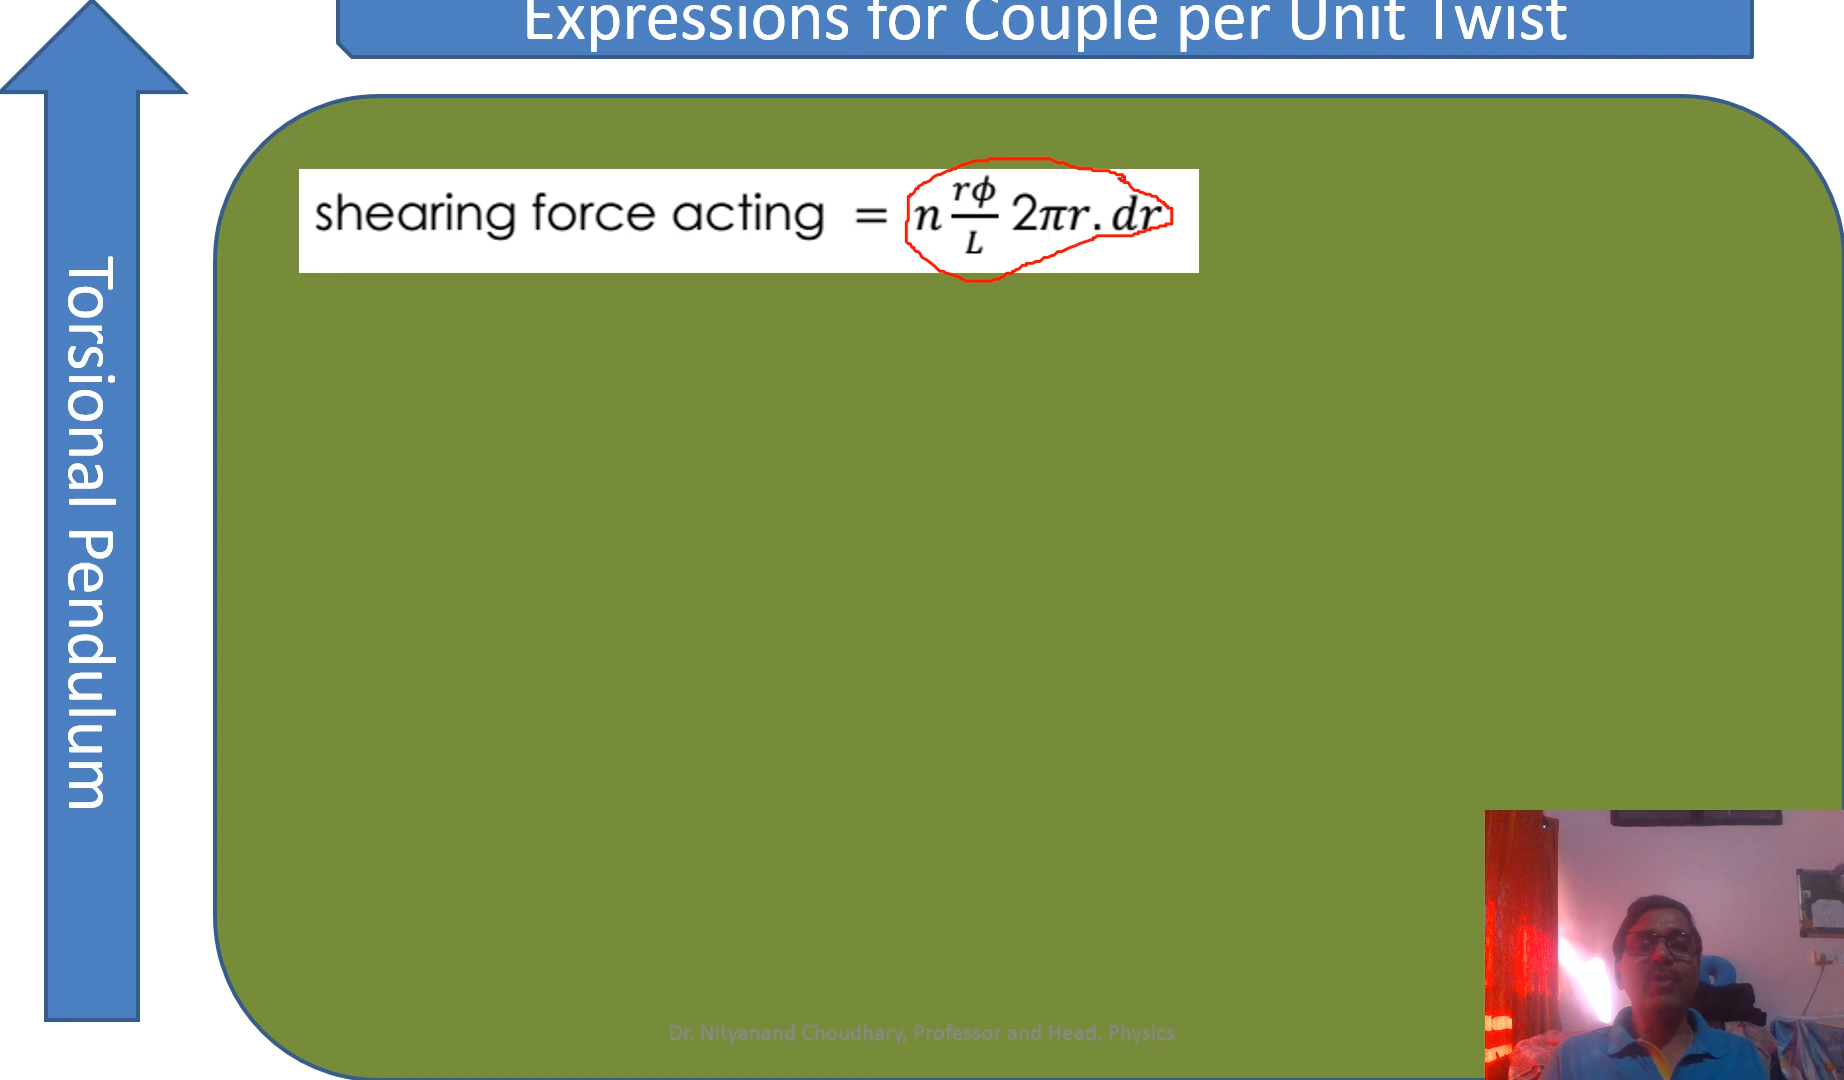 Expressions for Couple per Unit Twist
Torsional Pendulum
shearing force acting = n \frac{rϕ}{L} 2πr. dr
Dr. Nityanand Choudhary, Professor and Head, Physics